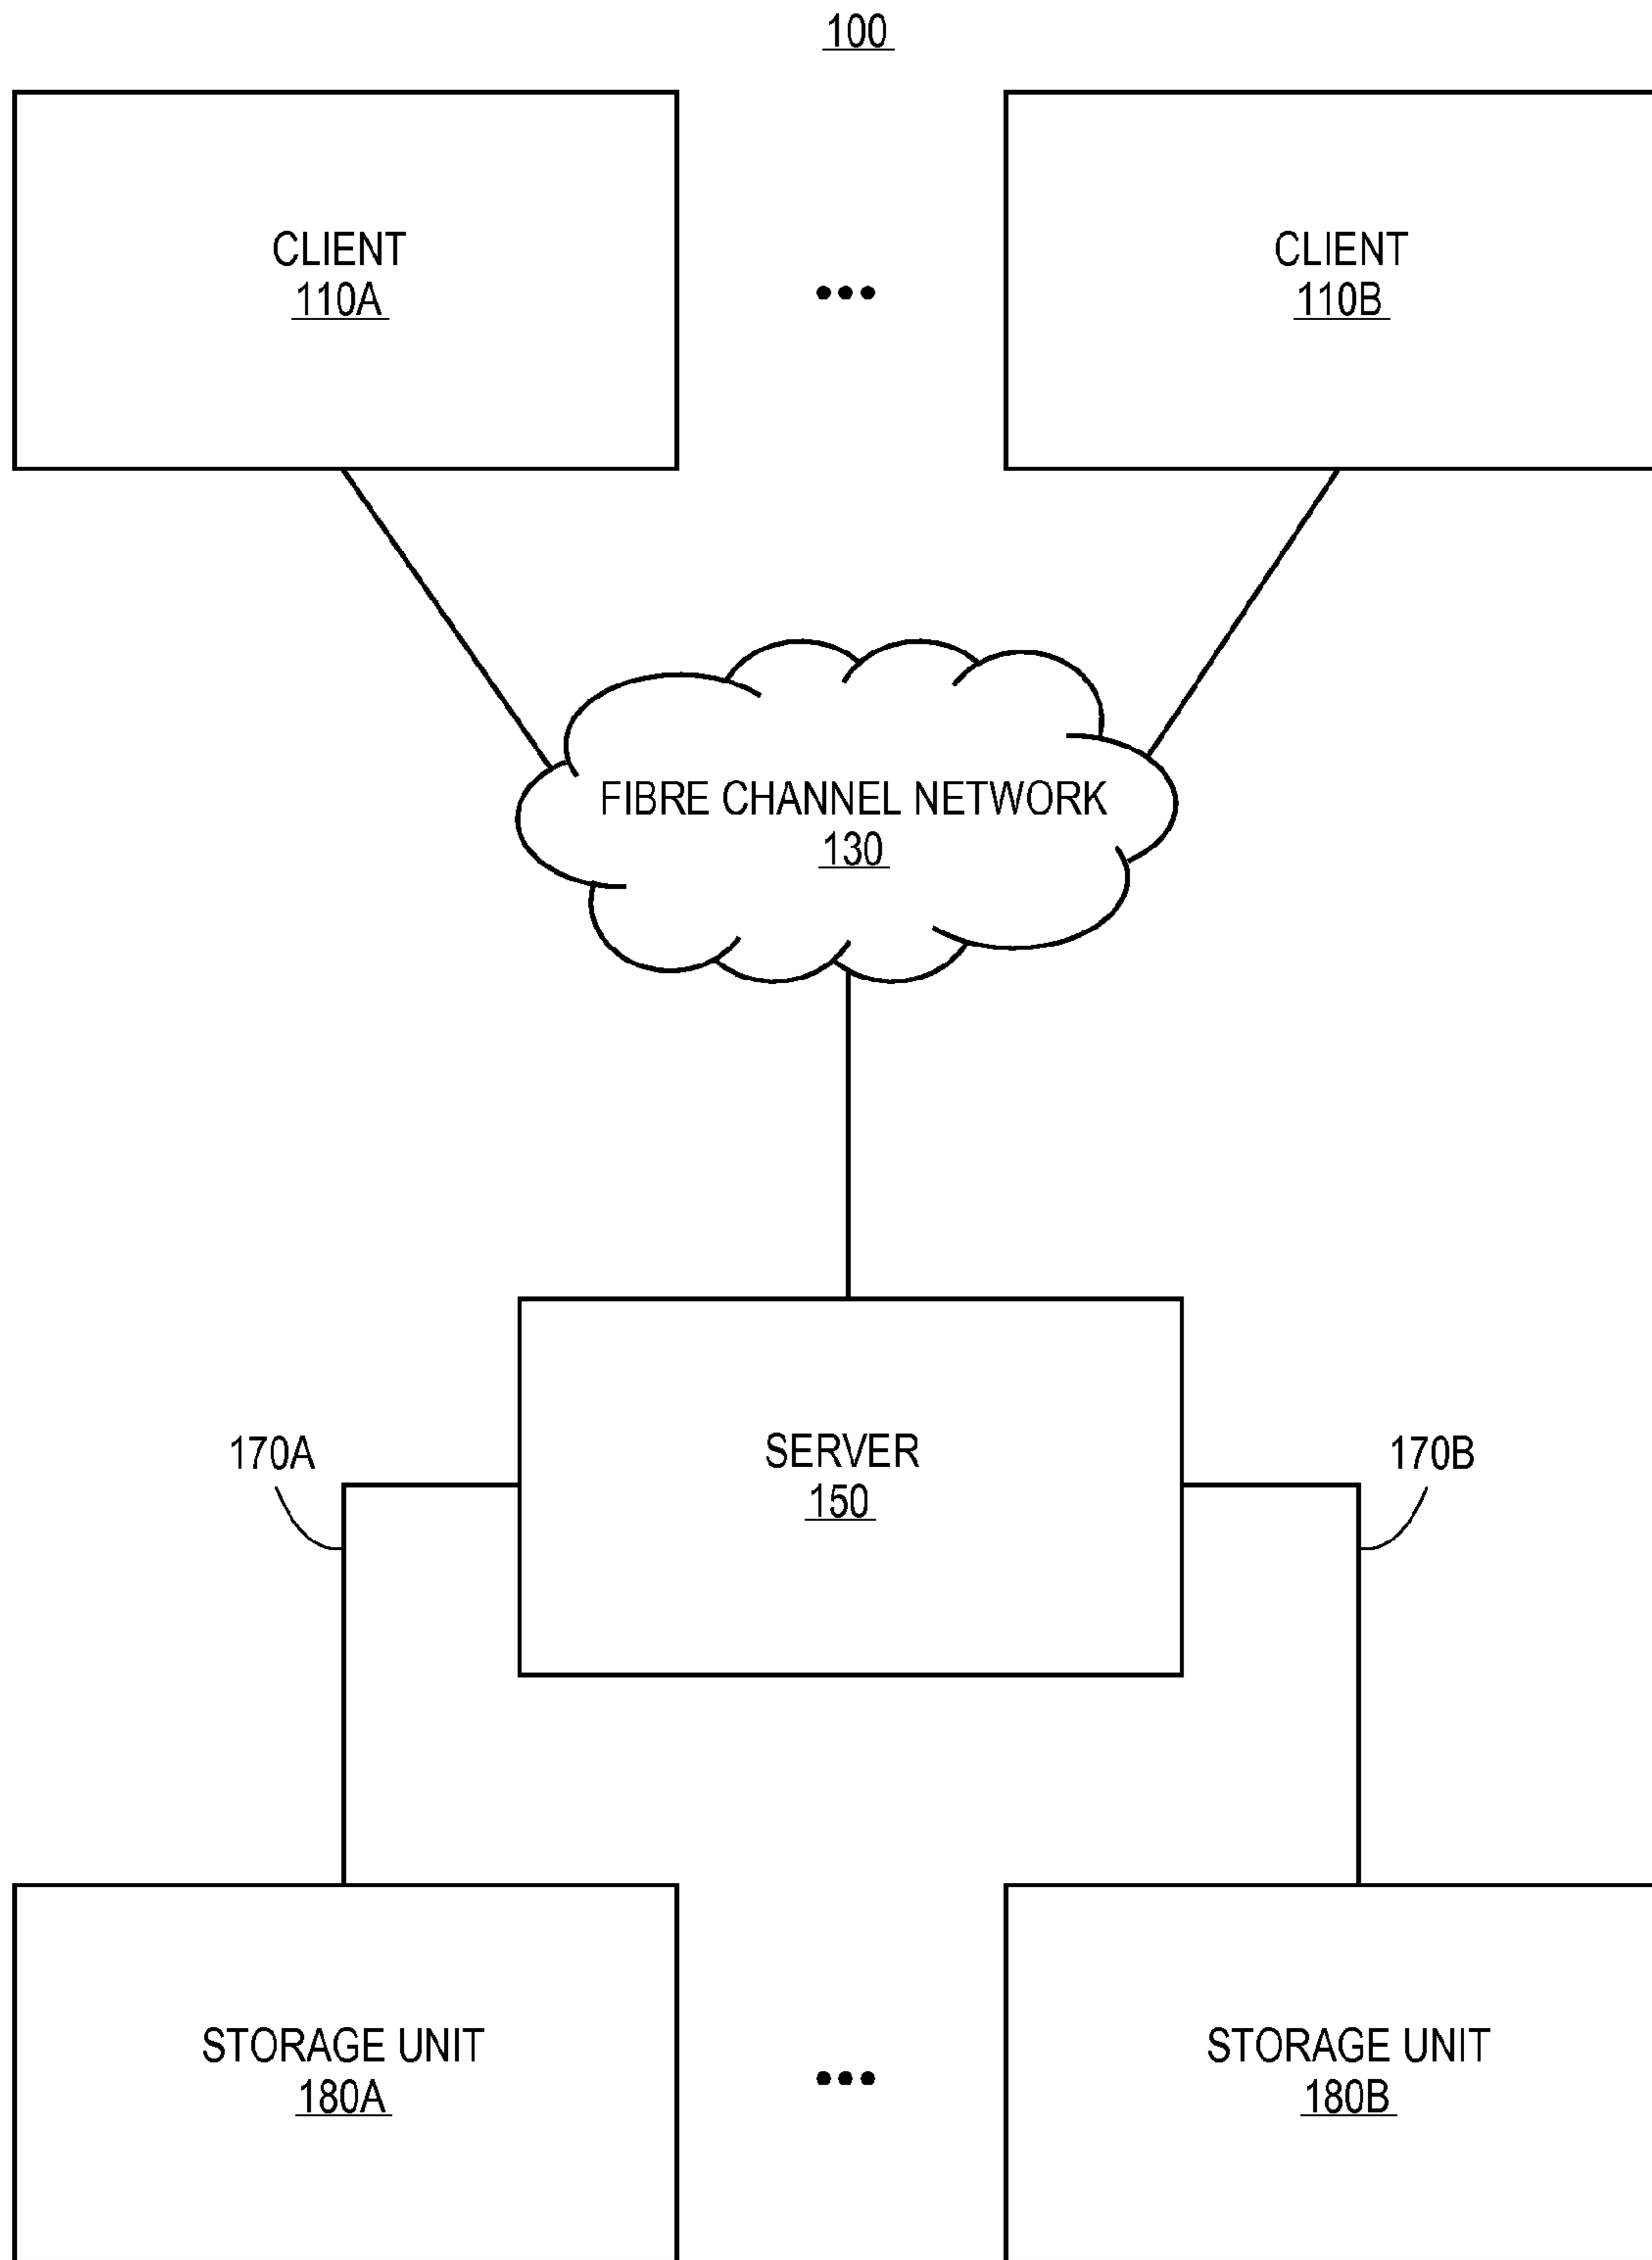 100
CLIENT
110A
•••
CLIENT
110B
FIBRE CHANNEL NETWORK
130
170A
SERVER
150
170B
STORAGE UNIT
180A
•••
STORAGE UNIT
180B